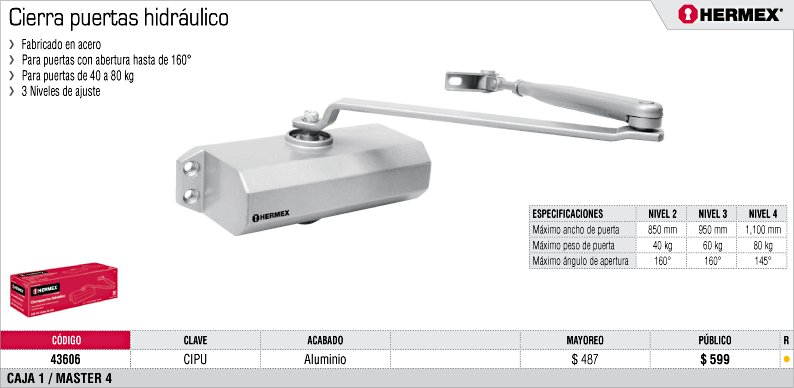 Cierra puertas hidráulico
HERMEX®
› Fabricado en acero
› Para puertas con abertura hasta de 160°
› Para puertas de 40 a 80 kg
› 3 Niveles de ajuste
HERMEX
ESPECIFICACIONES NIVEL 2 NIVEL 3 NIVEL 4
Máximo ancho de puerta 850 mm 950 mm 1,100 mm
Máximo peso de puerta 40 kg 60 kg 80 kg
Máximo ángulo de apertura 160° 160° 145°
HERMEX
Cierrapuertas hidráulico
CÓDIGO CLAVE ACABADO MAYOREO PÚBLICO R
43606 CIPU Aluminio $ 487 $ 599
CAJA 1 / MASTER 4